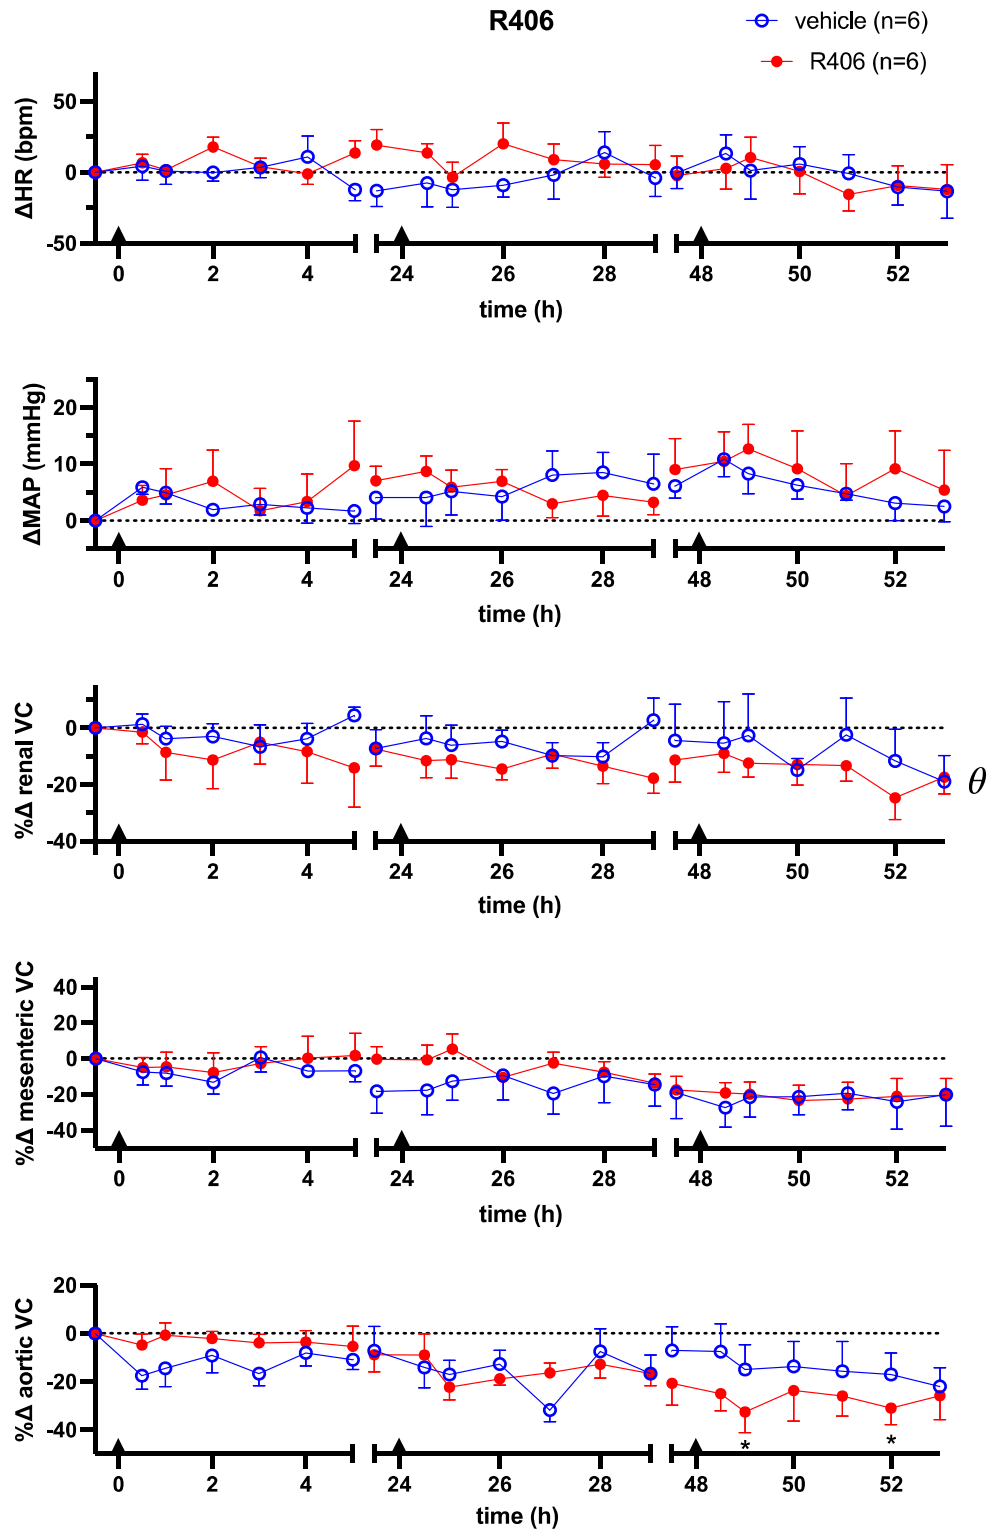 R406
vehicle (n=6)
R406 (n=6)
ΔHR (bpm)
50
0
-50
0 2 4 24 26 28 48 50 52
time (h)
ΔMAP (mmHg)
20
10
0
0 2 4 24 26 28 48 50 52
time (h)
%Δ renal VC
0
-20
-40
θ
0 2 4 24 26 28 48 50 52
time (h)
%Δ mesenteric VC
40
20
0
-20
-40
0 2 4 24 26 28 48 50 52
time (h)
%Δ aortic VC
20
0
-20
-40
* *
0 2 4 24 26 28 48 50 52
time (h)